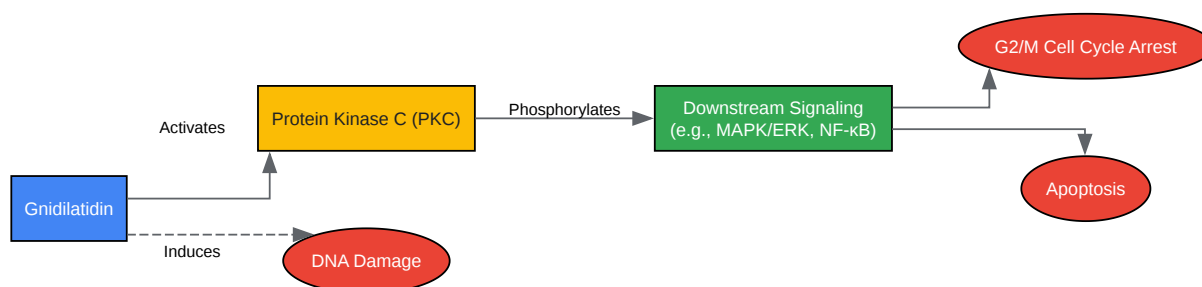 G2/M Cell Cycle Arrest
Activates
Protein Kinase C (PKC)
Phosphorylates
Downstream Signaling
(e.g., MAPK/ERK, NF-κB)
Gnidilatidin
Apoptosis
Induces
DNA Damage